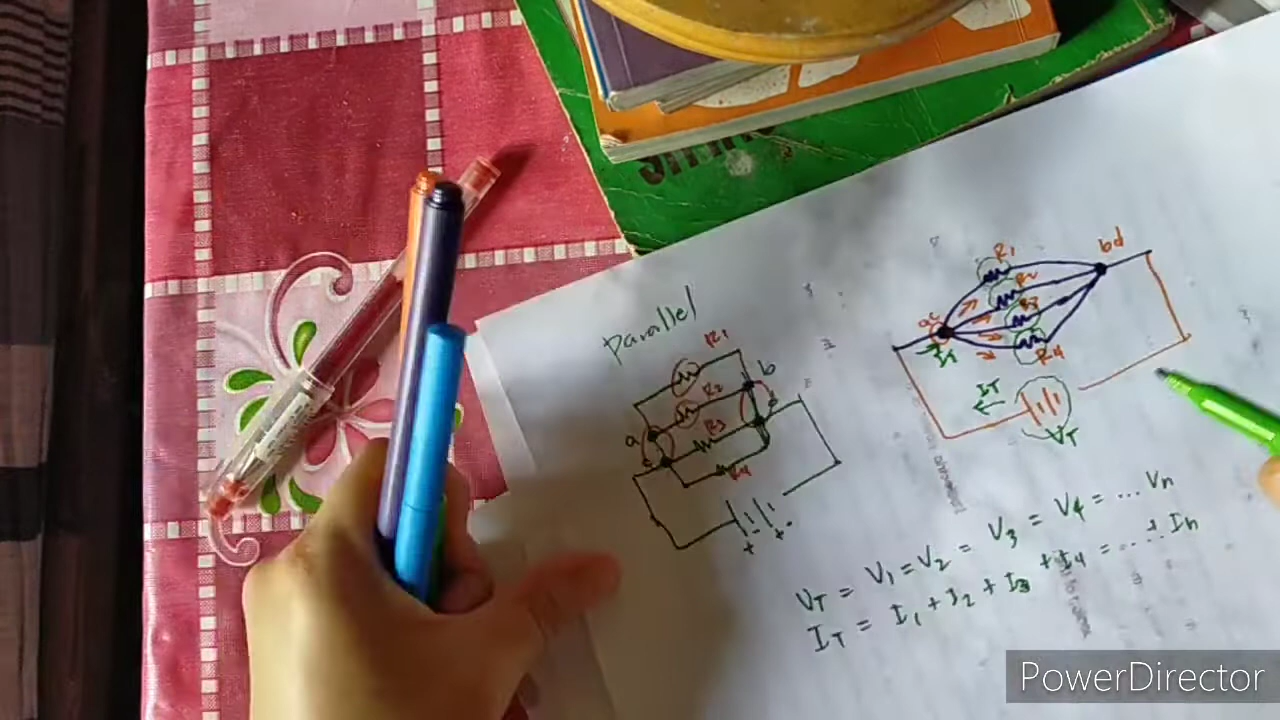 parallel
R1
R2
R3
R4
a
b
c
+ - + -
R1
R2
R3
R4
ac
bd
I1
IT
VT
VT = V1 = V2 = V3 = V4 = ... Vn
IT = I1 + I2 + I3 + I4 = ... + In
PowerDirector